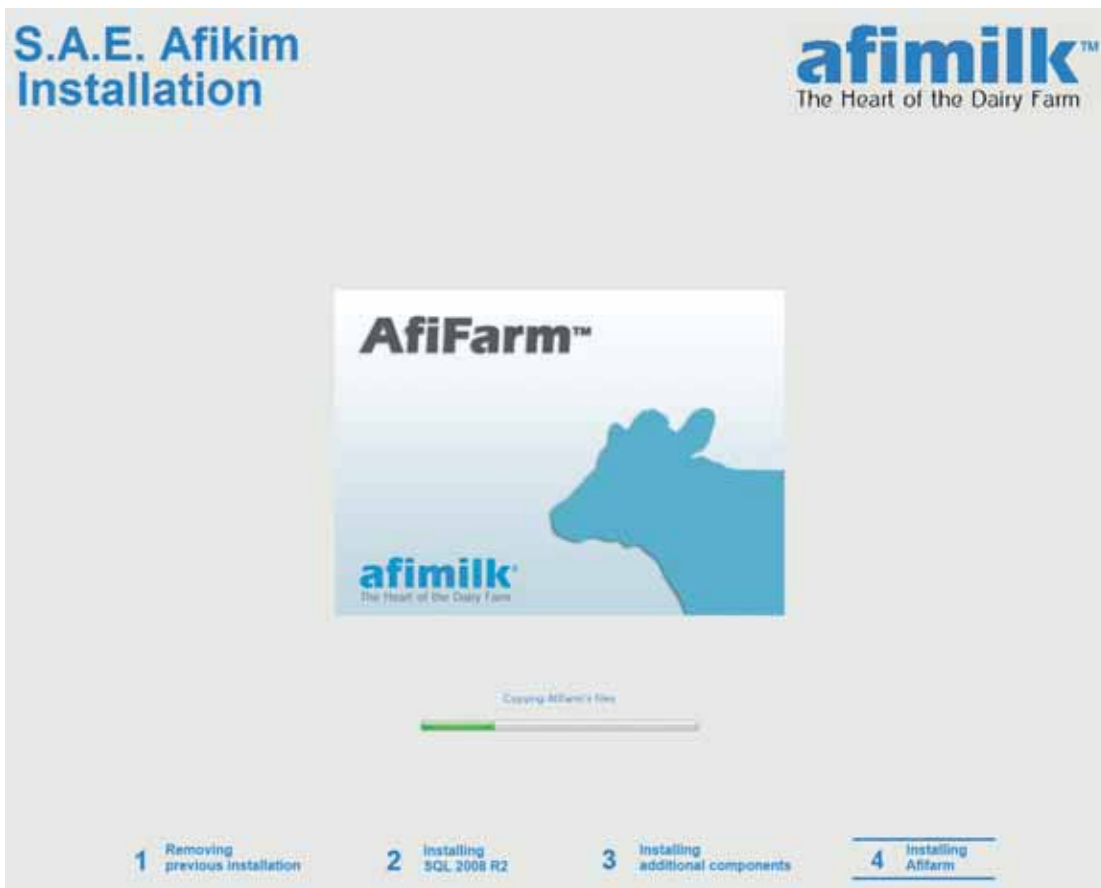 S.A.E. Afikim
Installation
afimilk™
The Heart of the Dairy Farm
AfiFarm™
afimilk®
The Heart of the Dairy Farm
Copying Afifarm's files
1 Removing
previous installation
2 Installing
SQL 2008 R2
3 Installing
additional components
4 Installing
Afifarm